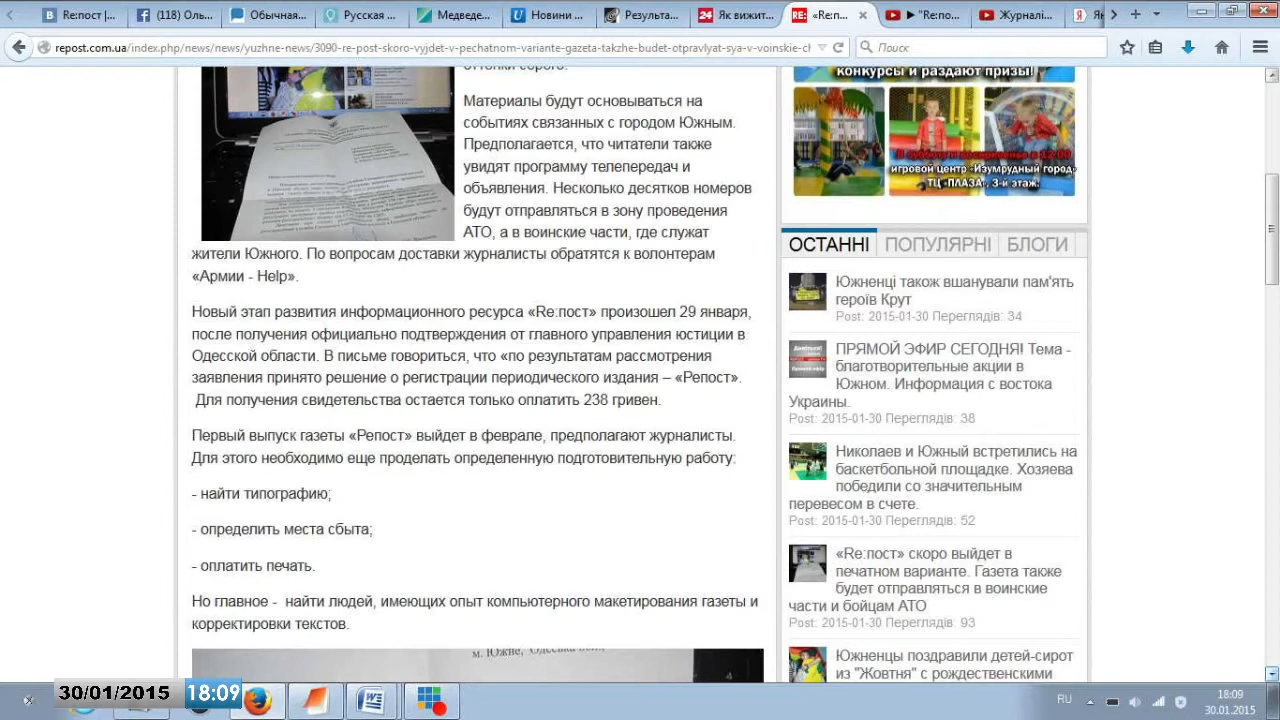 В Re:
(118) Оль
Обычная
Русская
Медведе
Новини
Результа
24 Як вижит
RE: «Re:п
▶ "Репо
Журналі
Я Ян
repost.com.ua/index.php/news/news/yuzhne-news/3090-re-post-skoro-vyjdet-v-pechatnom-variante-gazeta-takzhe-budet-otpravlyat-sya-v-voinskie-ch
Поиск
Материалы будут основываться на
событиях связанных с городом Южным.
Предполагается, что читатели также
увидят программу телепередач и
объявления. Несколько десятков номеров
будут отправляться в зону проведения
АТО, а в воинские части, где служат
жители Южного. По вопросам доставки журналисты обратятся к волонтерам
«Армии - Help».
Новый этап развития информационного ресурса «Re:пост» произошел 29 января,
после получения официально подтверждения от главного управления юстиции в
Одесской области. В письме говориться, что «по результатам рассмотрения
заявления принято решение о регистрации периодического издания – «Репост».
Для получения свидетельства остается только оплатить 238 гривен.
Первый выпуск газеты «Репост» выйдет в феврале, предполагают журналисты.
Для этого необходимо еще проделать определенную подготовительную работу:
- найти типографию;
- определить места сбыта;
- оплатить печать.
Но главное - найти людей, имеющих опыт компьютерного макетирования газеты и
корректировки текстов.
м. Южне,
конкурсы и раздают призы!
В субботу и воскресенье в 12:00
игровой центр «Изумрудный город»
ТЦ «ПЛАЗА», 3-й этаж.
ОСТАННІ ПОПУЛЯРНІ БЛОГИ
Южненці також вшанували пам'ять
героїв Крут
Post: 2015-01-30 Переглядів: 34
ПРЯМОЙ ЭФИР СЕГОДНЯ! Тема -
благотворительные акции в
Южном. Информация с востока
Украины.
Post: 2015-01-30 Переглядів: 38
Николаев и Южный встретились на
баскетбольной площадке. Хозяева
победили со значительным
перевесом в счете.
Post: 2015-01-30 Переглядів: 52
«Re:пост» скоро выйдет в
печатном варианте. Газета также
будет отправляться в воинские
части и бойцам АТО
Post: 2015-01-30 Переглядів: 93
Южненцы поздравили детей-сирот
из "Жовтня" с рождественскими
30/01/2015 18:09
RU
18:09
30.01.2015